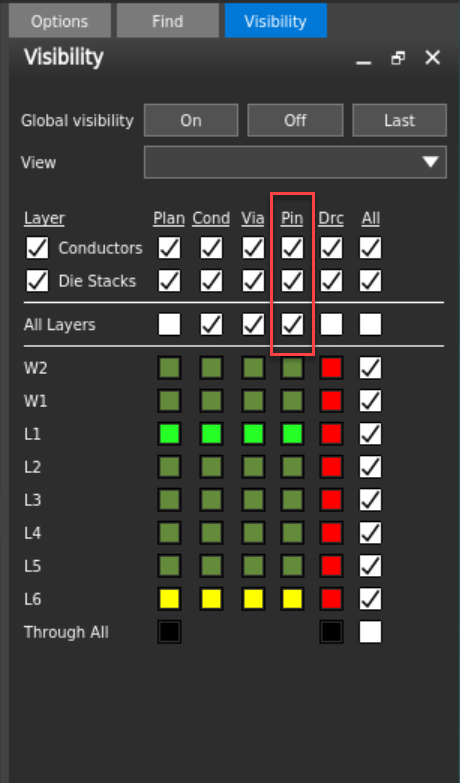 Options Find Visibility
Visibility
Global visibility On Off Last
View
Layer Plan Cond Via Pin Drc All
Conductors
Die Stacks
All Layers
W2
W1
L1
L2
L3
L4
L5
L6
Through All